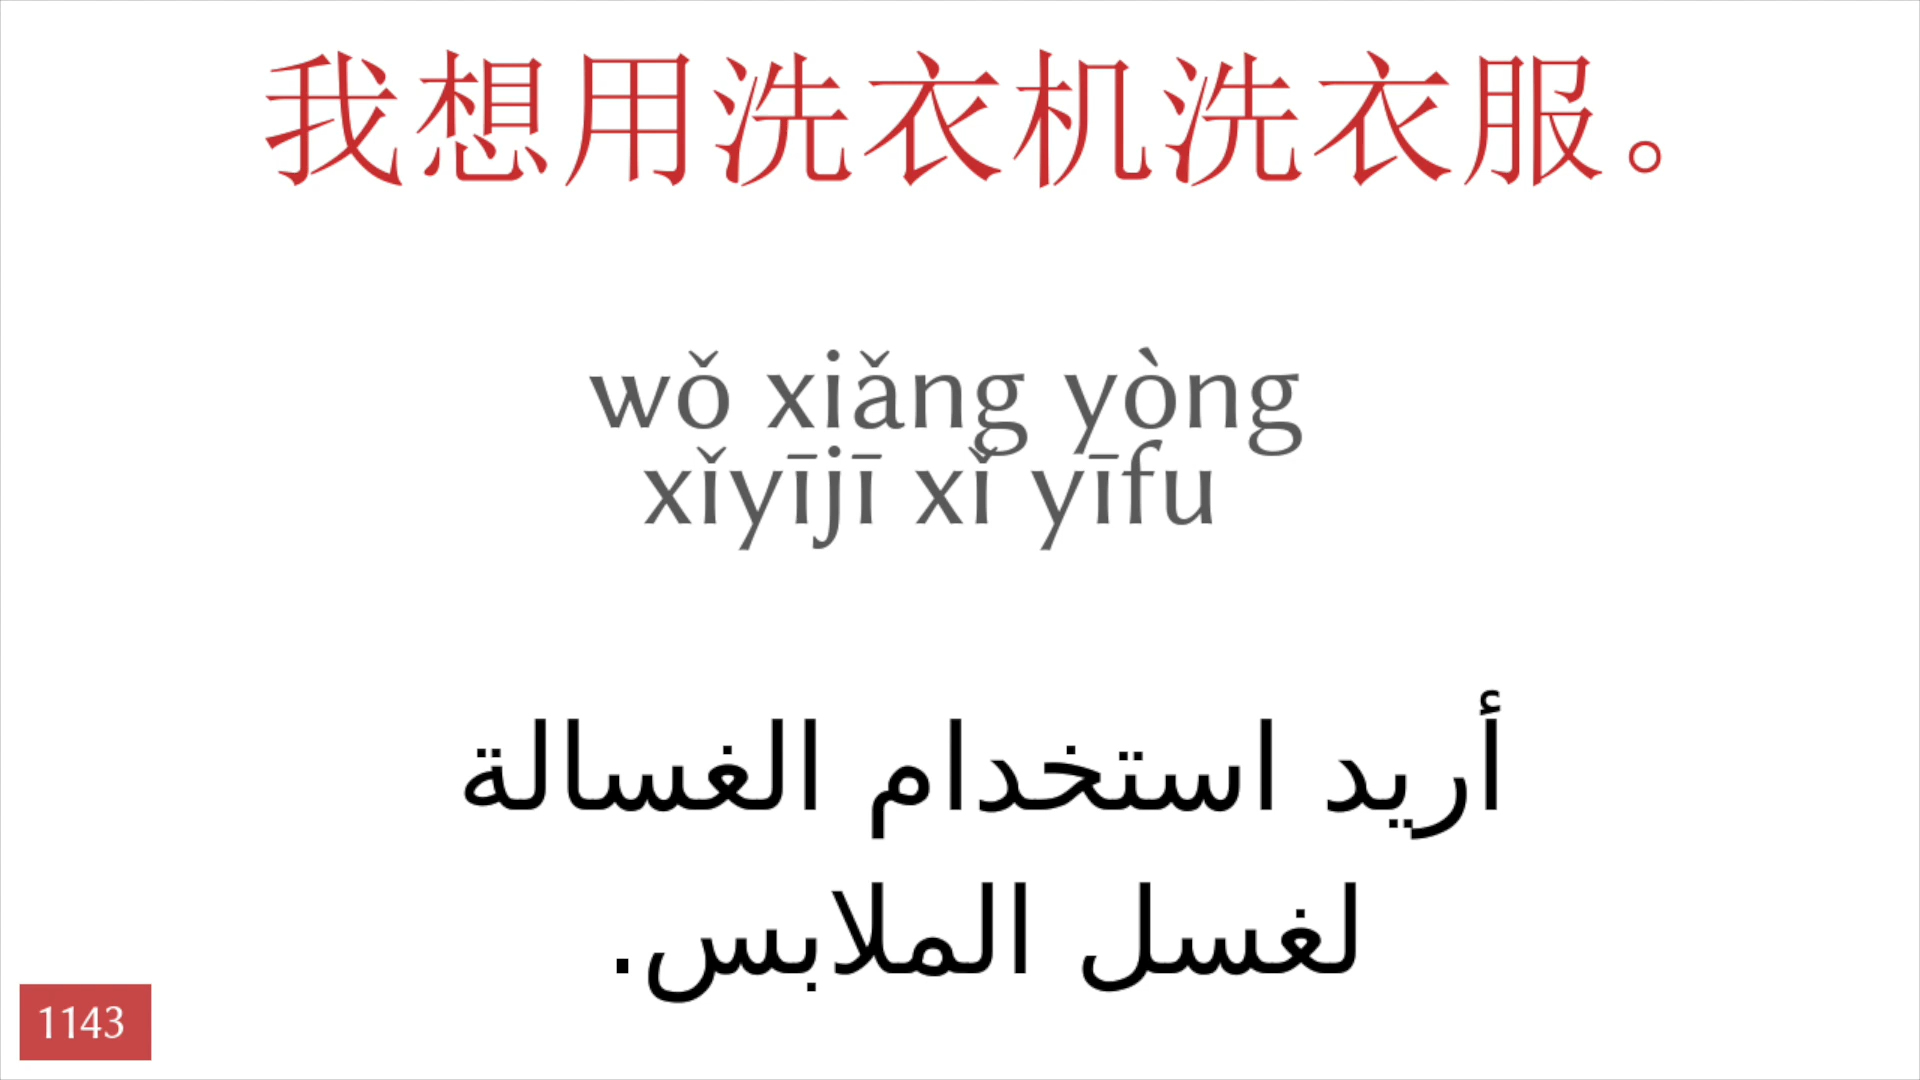 我想用洗衣机洗衣服。
wǒ xiǎng yòng
xǐyījī xǐ yīfu
أريد استخدام الغسالة
لغسل الملابس.
1143